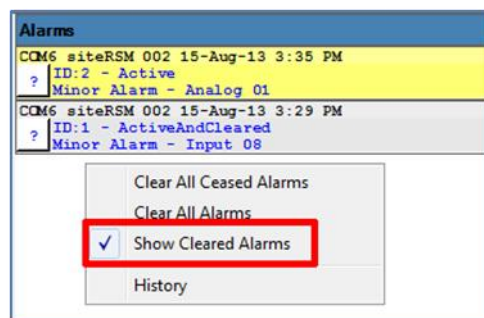 Alarms
COM6 siteRSM 002 15-Aug-13 3:35 PM
? ID:2 - Active
Minor Alarm - Analog 01
COM6 siteRSM 002 15-Aug-13 3:29 PM
? ID:1 - ActiveAndCleared
Minor Alarm - Input 08
Clear All Ceased Alarms
Clear All Alarms
✓ Show Cleared Alarms
History